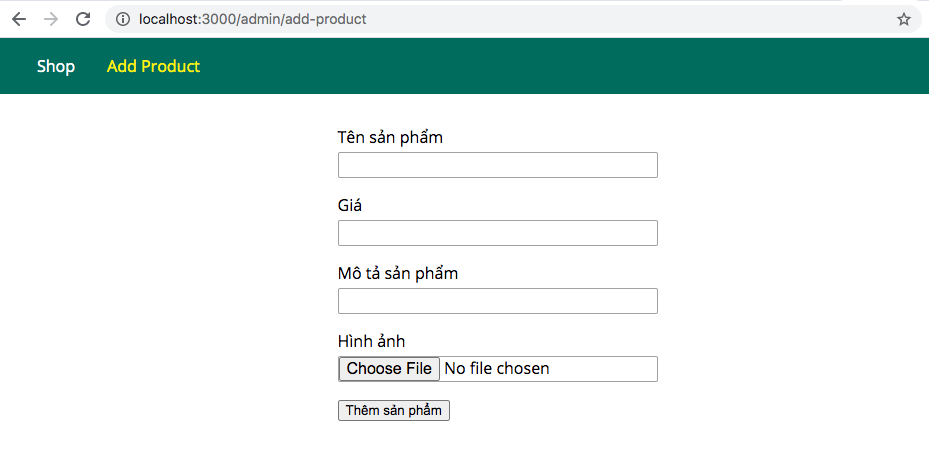 localhost:3000/admin/add-product
Shop Add Product
Tên sản phẩm
Giá
Mô tả sản phẩm
Hình ảnh
Choose File No file chosen
Thêm sản phẩm